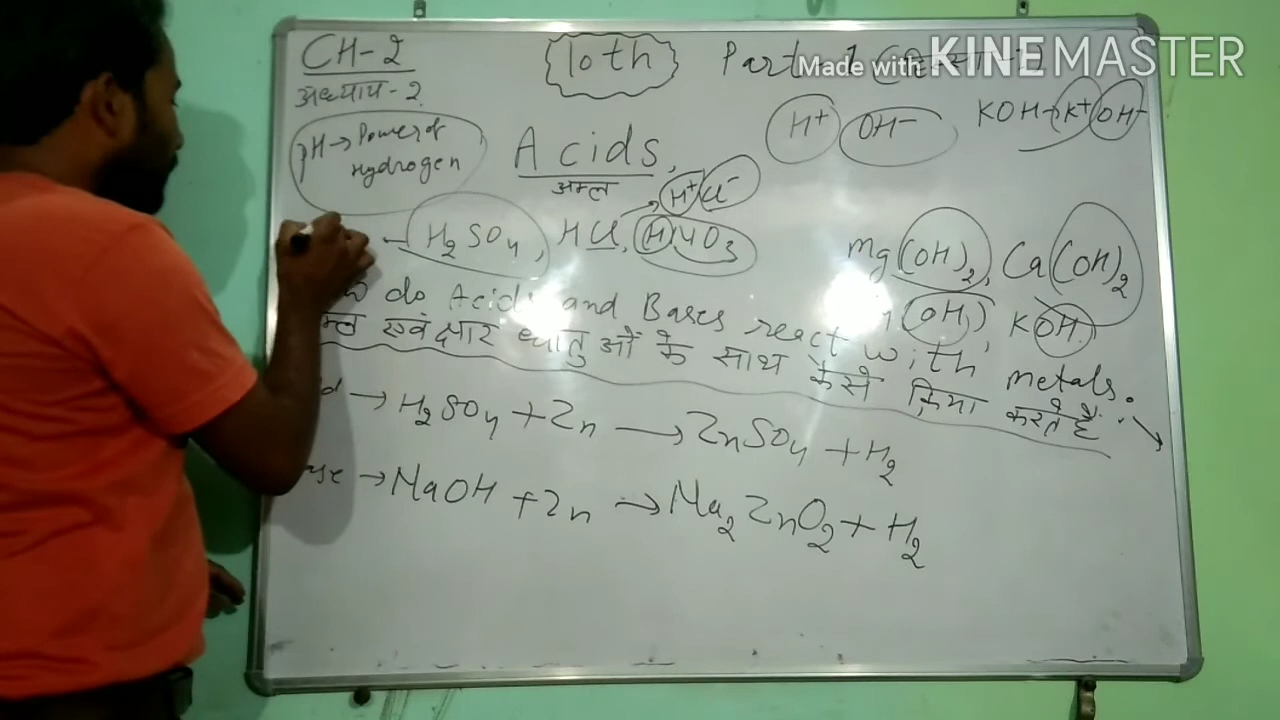 CH-2
अध्याय-2.
10th
Part-1
Made with KINEMASTER
pH → Power of
Hydrogen
Acids,
अम्ल
H⁺ OH⁻
KOH → K⁺ OH⁻
H⁺ Cl⁻
H₂SO₄, HCl, HNO₃
Mg(OH)₂, Ca(OH)₂
(OH), KOH.
do Acids and Bases react with metals.
एवं क्षार धातुओं के साथ कैसे क्रिया करते हैं
→ H₂SO₄ + Zn → ZnSO₄ + H₂
→ NaOH + Zn → Na₂ZnO₂ + H₂